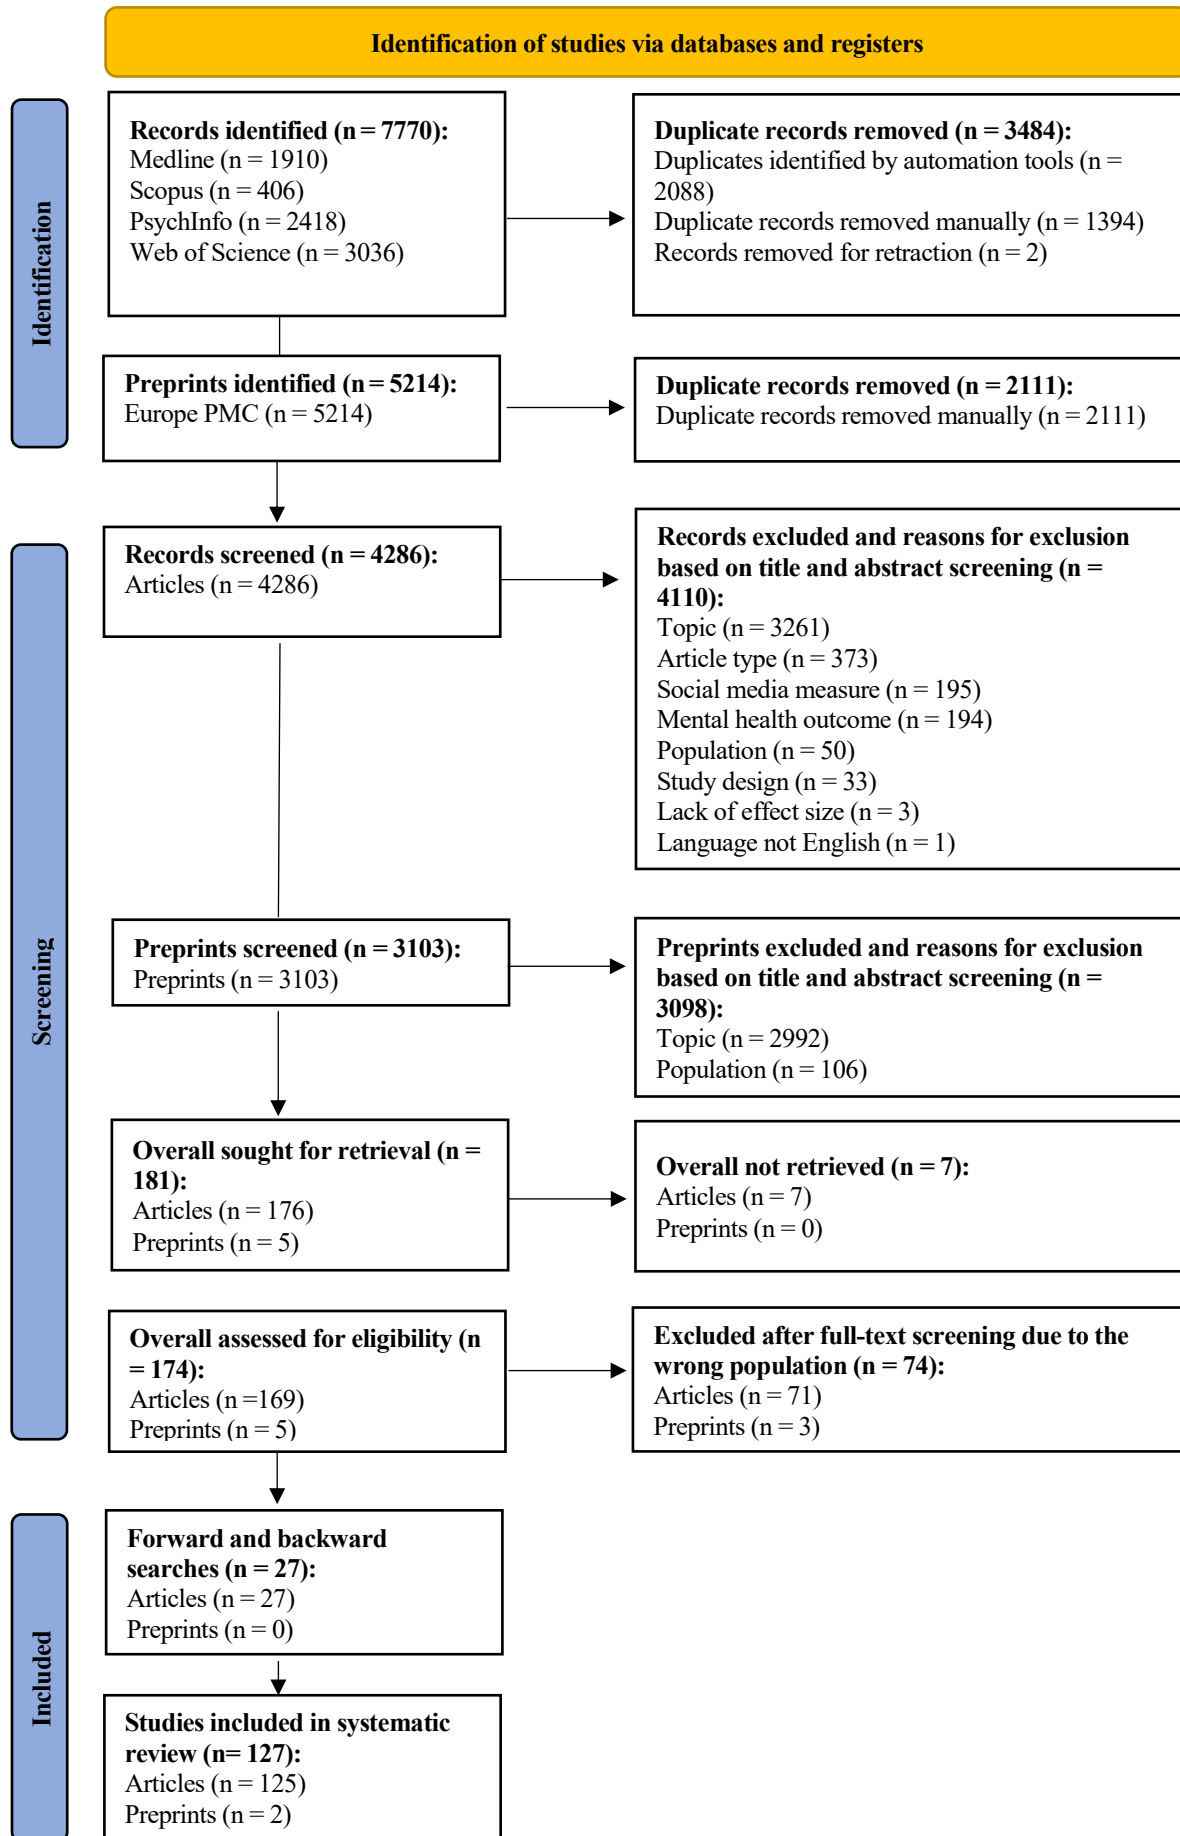 Identification of studies via databases and registers
Identification
Records identified (n = 7770):
Medline (n = 1910)
Scopus (n = 406)
PsychInfo (n = 2418)
Web of Science (n = 3036)
Duplicate records removed (n = 3484):
Duplicates identified by automation tools (n =
2088)
Duplicate records removed manually (n = 1394)
Records removed for retraction (n = 2)
Preprints identified (n = 5214):
Europe PMC (n = 5214)
Duplicate records removed (n = 2111):
Duplicate records removed manually (n = 2111)
Screening
Records screened (n = 4286):
Articles (n = 4286)
Records excluded and reasons for exclusion
based on title and abstract screening (n =
4110):
Topic (n = 3261)
Article type (n = 373)
Social media measure (n = 195)
Mental health outcome (n = 194)
Population (n = 50)
Study design (n = 33)
Lack of effect size (n = 3)
Language not English (n = 1)
Preprints screened (n = 3103):
Preprints (n = 3103)
Preprints excluded and reasons for exclusion
based on title and abstract screening (n =
3098):
Topic (n = 2992)
Population (n = 106)
Overall sought for retrieval (n =
181):
Articles (n = 176)
Preprints (n = 5)
Overall not retrieved (n = 7):
Articles (n = 7)
Preprints (n = 0)
Overall assessed for eligibility (n
= 174):
Articles (n =169)
Preprints (n = 5)
Excluded after full-text screening due to the
wrong population (n = 74):
Articles (n = 71)
Preprints (n = 3)
Included
Forward and backward
searches (n = 27):
Articles (n = 27)
Preprints (n = 0)
Studies included in systematic
review (n= 127):
Articles (n = 125)
Preprints (n = 2)